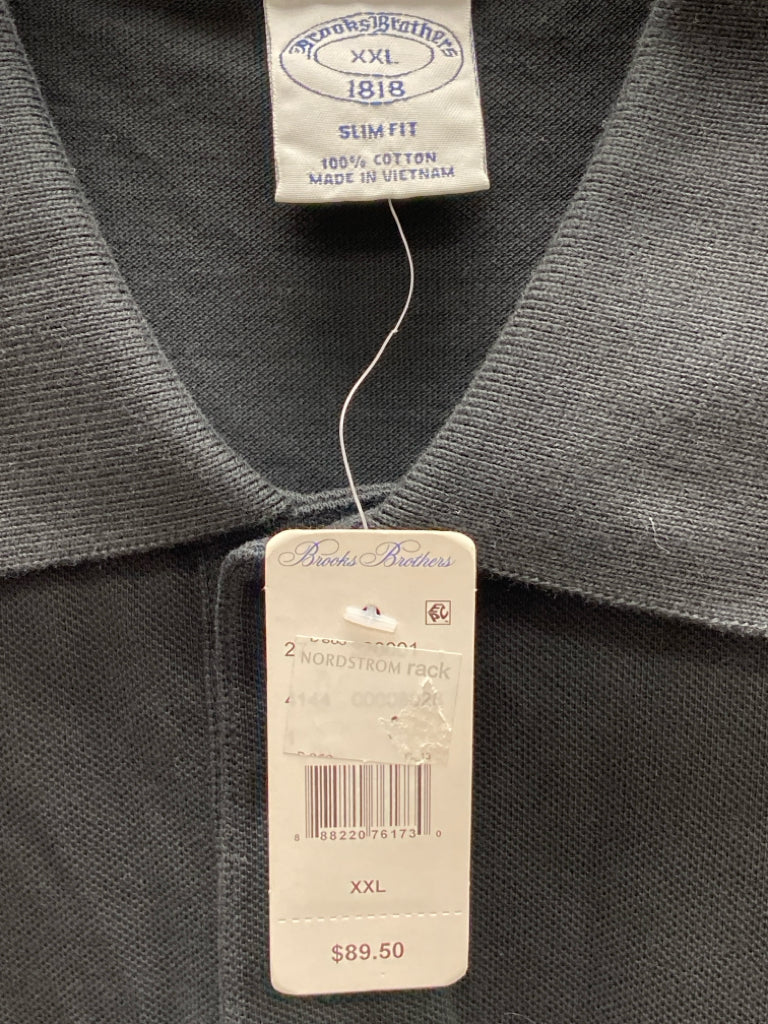 Brooks Brothers
XXL
1818
SLIM FIT
100% COTTON
MADE IN VIETNAM
Brooks Brothers
NORDSTROM rack
8 88220 76173 0
XXL
$89.50